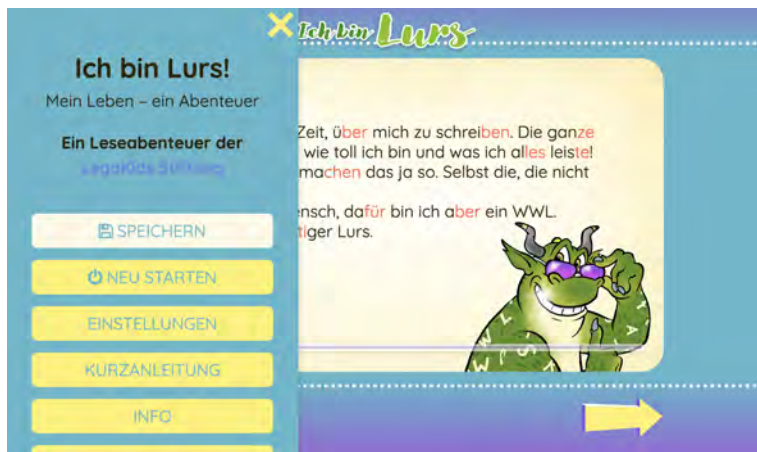 Ich bin Lurs
Ich bin Lurs!
Mein Leben – ein Abenteuer
Ein Leseabenteuer der
LegaKids Stiftung
SPEICHERN
NEU STARTEN
EINSTELLUNGEN
KURZANLEITUNG
INFO
Zeit, über mich zu schreiben. Die ganze
wie toll ich bin und was ich alles leiste!
machen das ja so. Selbst die, die nicht
ensch, dafür bin ich aber ein WWL.
tiger Lurs.